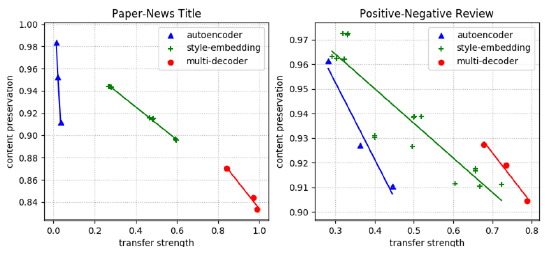 Paper-News Title
1.00
0.98
0.96
0.94
0.92
0.90
0.88
0.86
0.84
content preservation
0.0
0.2
0.4
0.6
0.8
1.0
transfer strength
autoencoder
style-embedding
multi-decoder
Positive-Negative Review
0.97
0.96
0.95
0.94
0.93
0.92
0.91
0.90
content preservation
0.3
0.4
0.5
0.6
0.7
0.8
transfer strength
autoencoder
style-embedding
multi-decoder